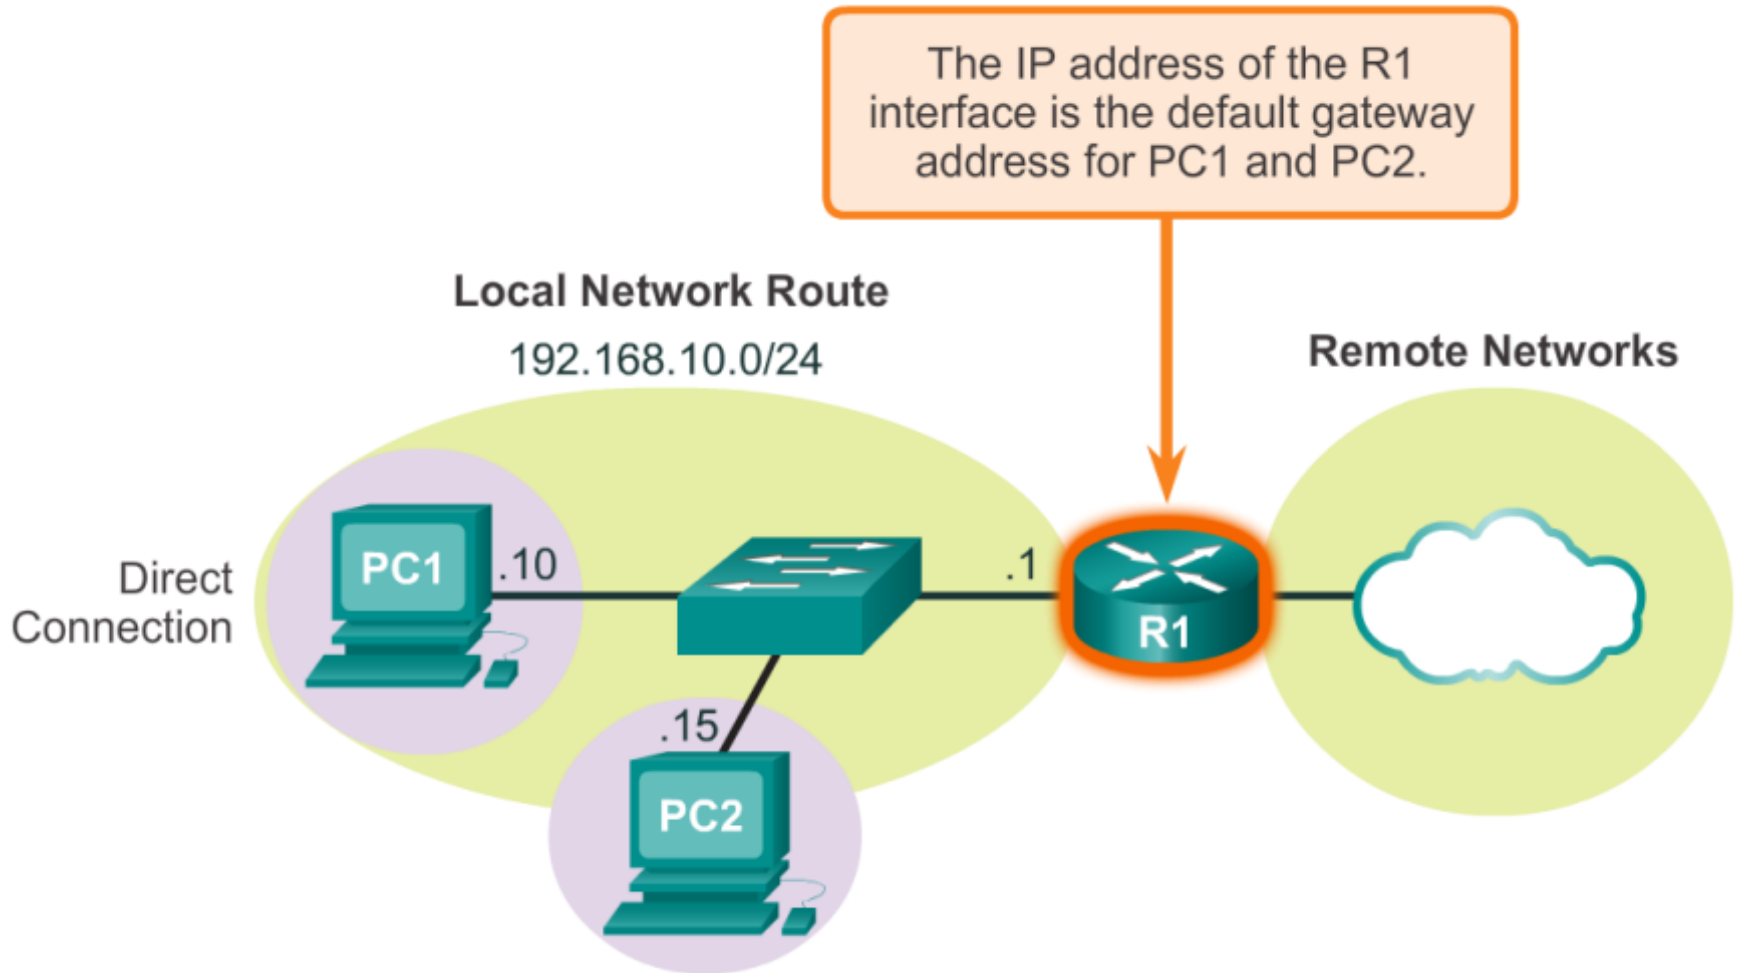 The IP address of the R1
interface is the default gateway
address for PC1 and PC2.
Local Network Route
192.168.10.0/24
Remote Networks
Direct
Connection
PC1
.10
.1
R1
.15
PC2